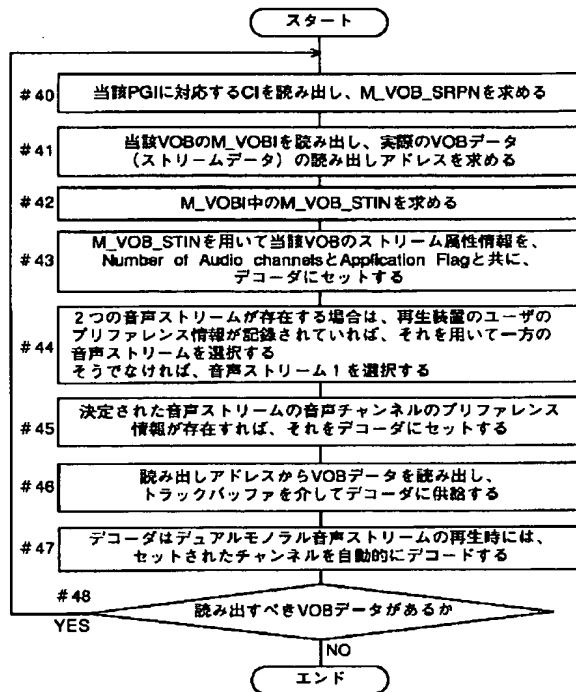 スタート
#40
当該PGIに対応するCIを読み出し、M_VOB_SRPNを求める
#41
当該VOBのM_VOBIを読み出し、実際のVOBデータ
(ストリームデータ)の読み出しアドレスを求める
#42
M_VOBI中のM_VOB_STINを求める
#43
M_VOB_STINを用いて当該VOBのストリーム属性情報を、
Number of Audio channelsとApplication Flagと共に、
デコーダにセットする
#44
2つの音声ストリームが存在する場合は、再生装置のユーザの
プリファレンス情報が記録されていれば、それを用いて一方の
音声ストリームを選択する
そうでなければ、音声ストリーム1を選択する
#45
決定された音声ストリームの音声チャンネルのプリファレンス
情報が存在すれば、それをデコーダにセットする
#46
読み出しアドレスからVOBデータを読み出し、
トラックバッファを介してデコーダに供給する
#47
デコーダはデュアルモノラル音声ストリームの再生時には、
セットされたチャンネルを自動的にデコードする
#48
読み出すべきVOBデータがあるか
YES
NO
エンド